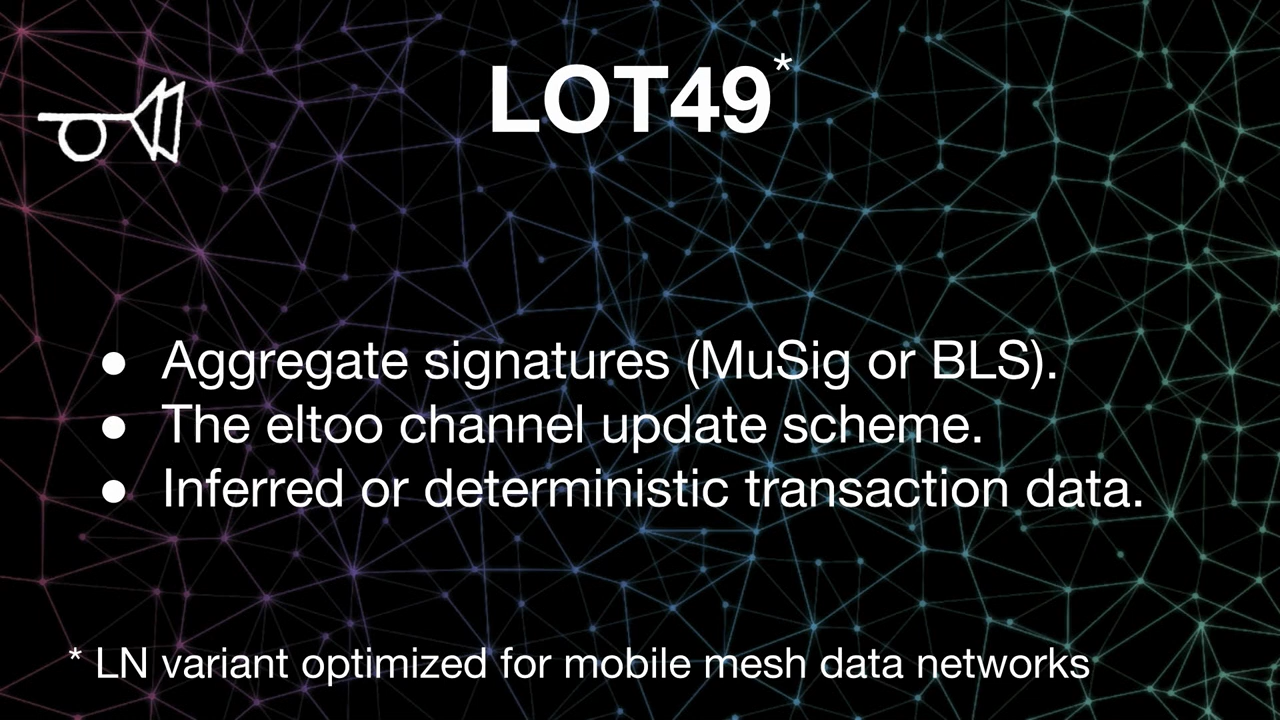 LOT49*
● Aggregate signatures (MuSig or BLS).
● The eltoo channel update scheme.
● Inferred or deterministic transaction data.
* LN variant optimized for mobile mesh data networks